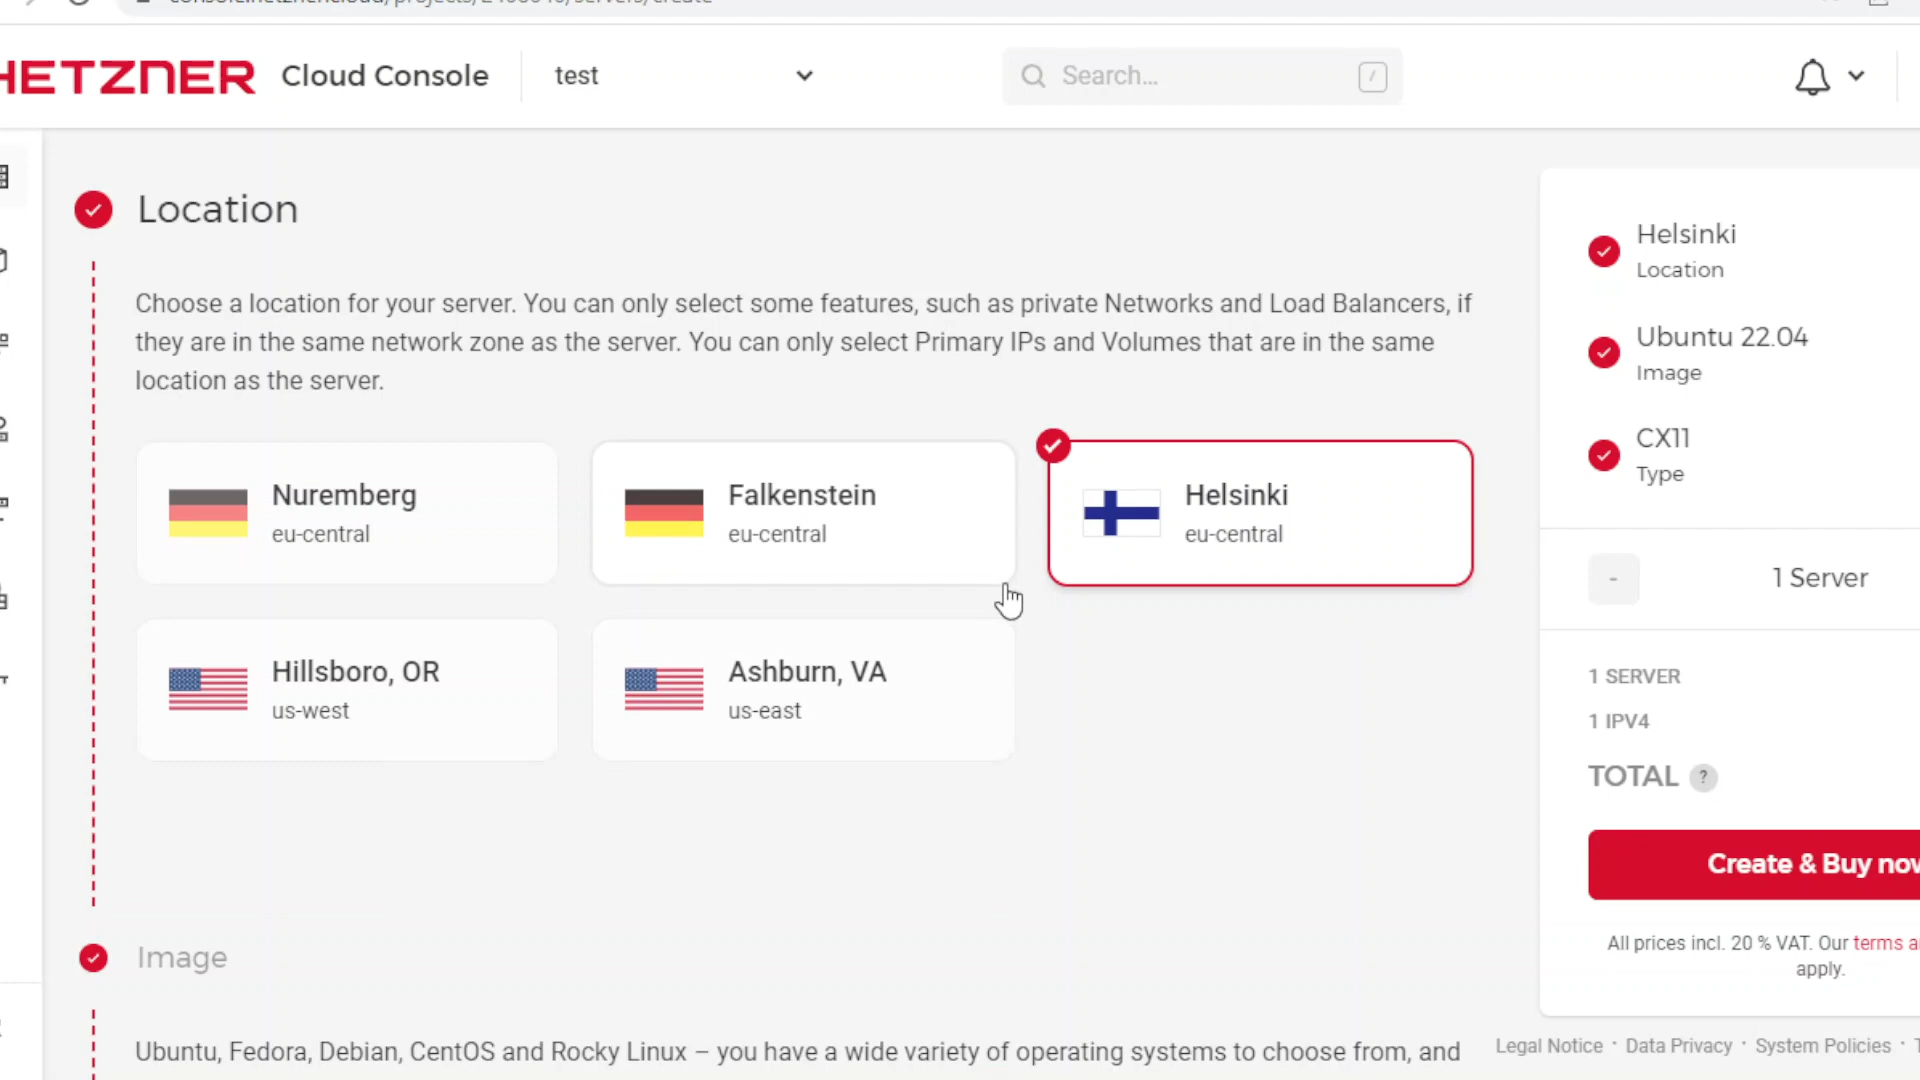 HETZNER Cloud Console
test
Search...
/
Location
Choose a location for your server. You can only select some features, such as private Networks and Load Balancers, if
they are in the same network zone as the server. You can only select Primary IPs and Volumes that are in the same
location as the server.
Nuremberg
eu-central
Falkenstein
eu-central
Helsinki
eu-central
Hillsboro, OR
us-west
Ashburn, VA
us-east
Image
Ubuntu, Fedora, Debian, CentOS and Rocky Linux – you have a wide variety of operating systems to choose from, and
Helsinki
Location
Ubuntu 22.04
Image
CX11
Type
- 1 Server
1 SERVER
1 IPV4
TOTAL ?
Create & Buy now
All prices incl. 20 % VAT. Our terms
apply.
Legal Notice · Data Privacy · System Policies ·